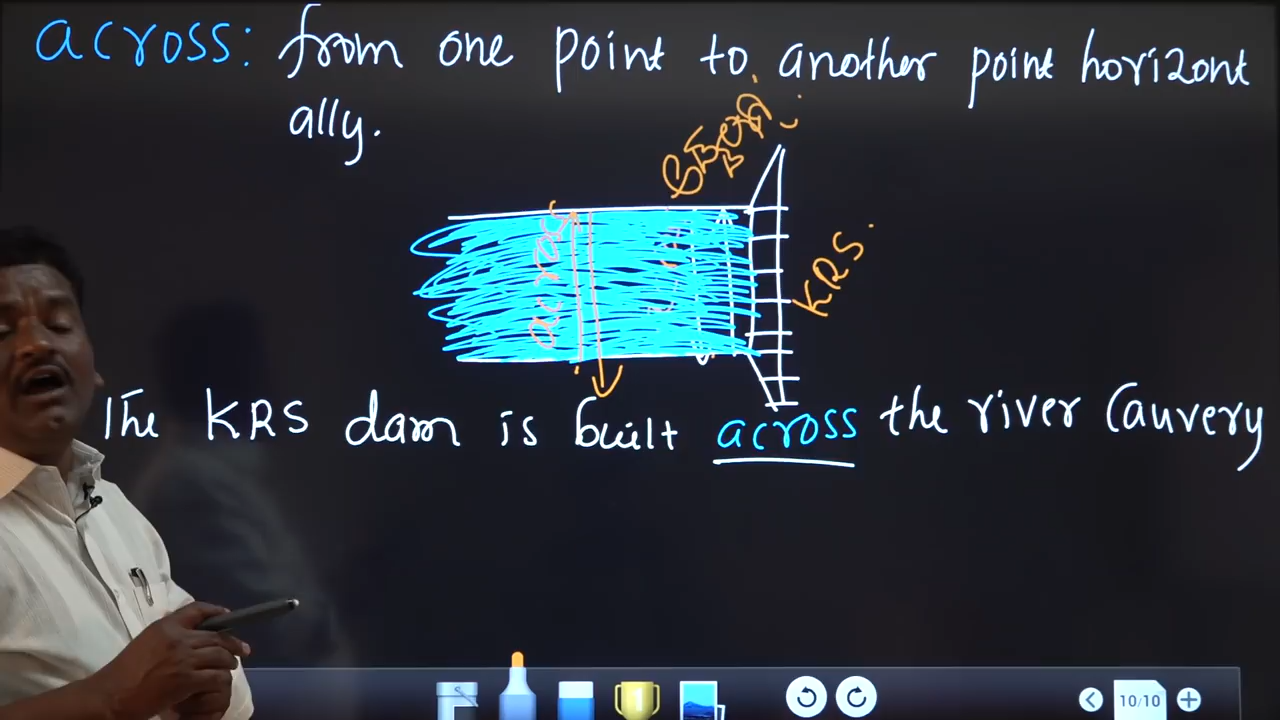 across: from one point to another point horizont
ally.
across
KRS.
The KRS dam is built across the river Cauvery
10/10